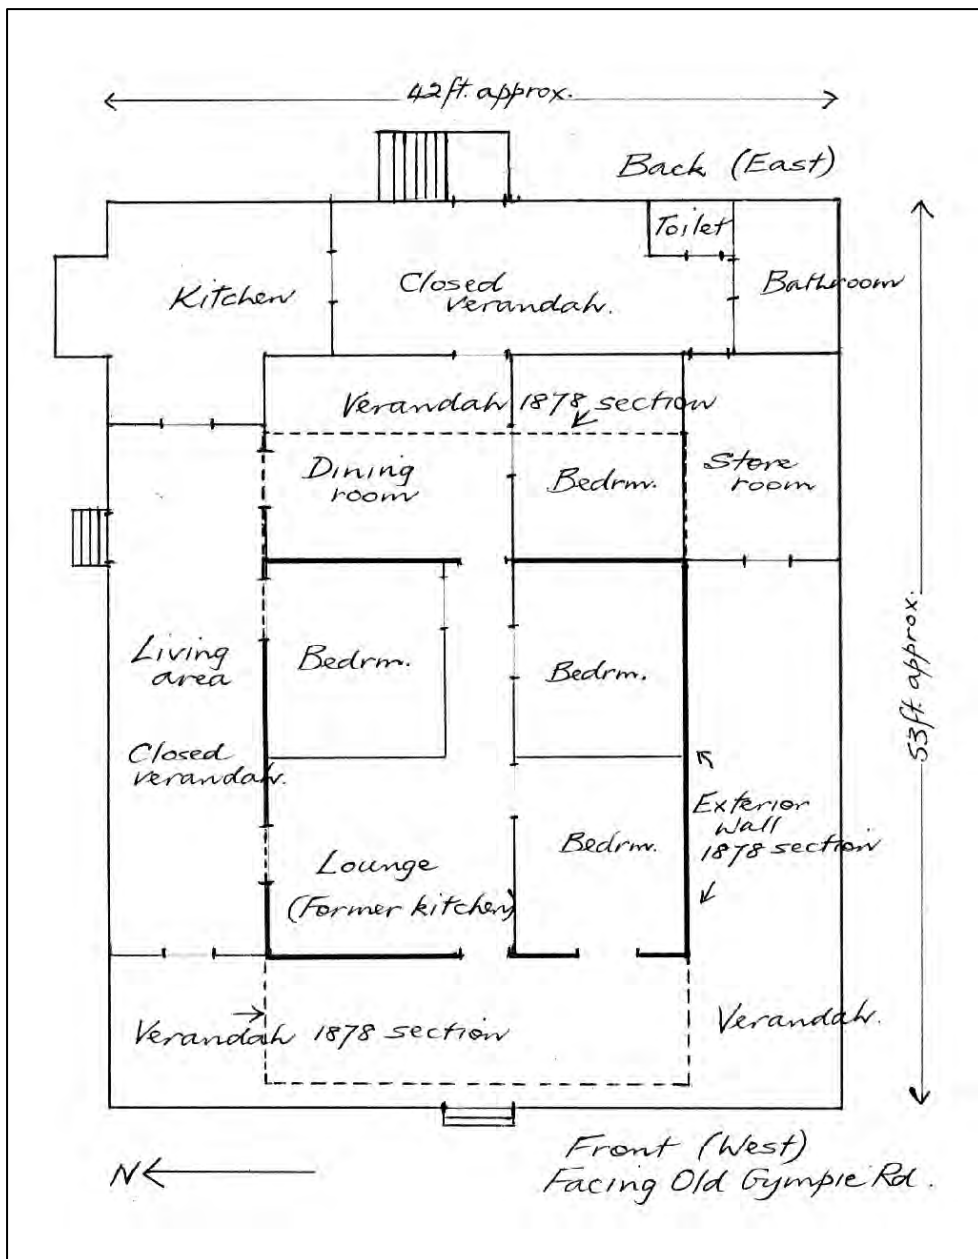 42ft. approx.
Back (East)
Toilet
Kitchen
Closed
verandah.
Bathroom
Verandah 1878 section
Dining
room
Bedrm.
Store
room
Living
area
Bedrm.
Bedrm.
53ft. approx.
Closed
verandah.
Exterior
Wall
1878 section
Lounge
(Former kitchen)
Bedrm.
Verandah 1878 section
Verandah.
N
Front (West)
Facing Old Gympie Rd.